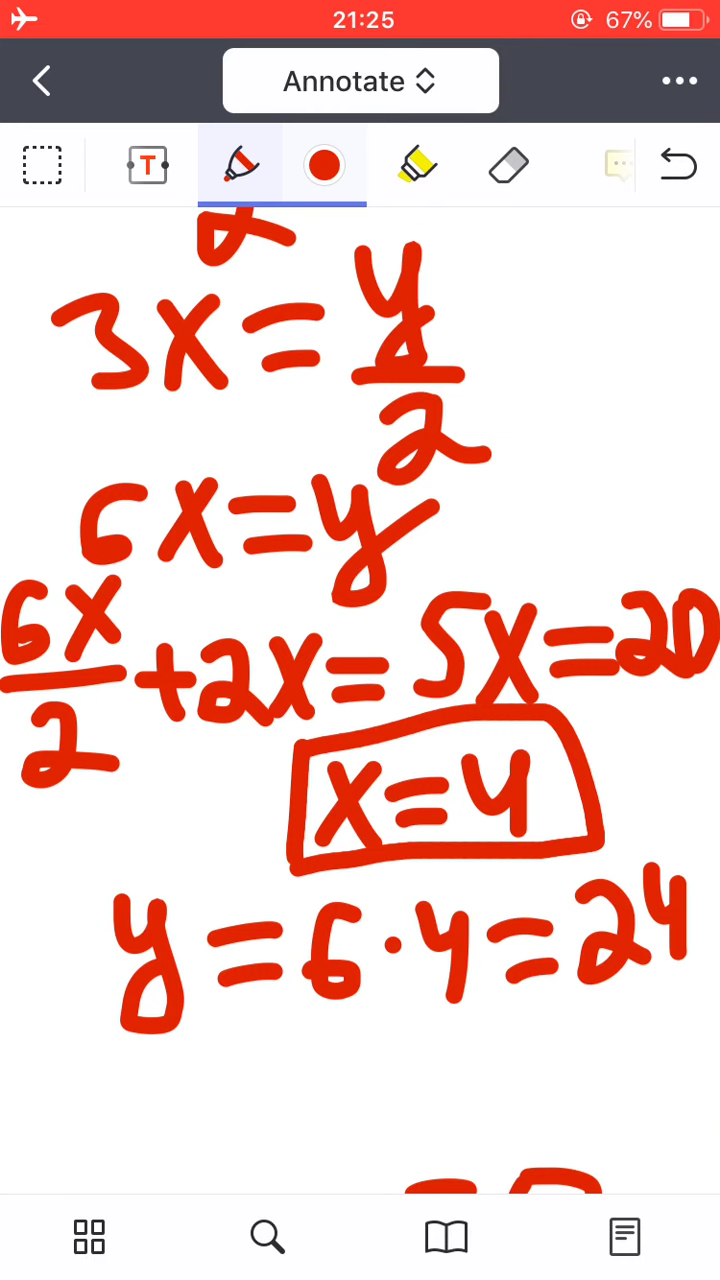 21:25
67%
Annotate
T
3x = y/2
6x = y
6x/2 + 2x = 5x = 20
x = 4
y = 6 · 4 = 24